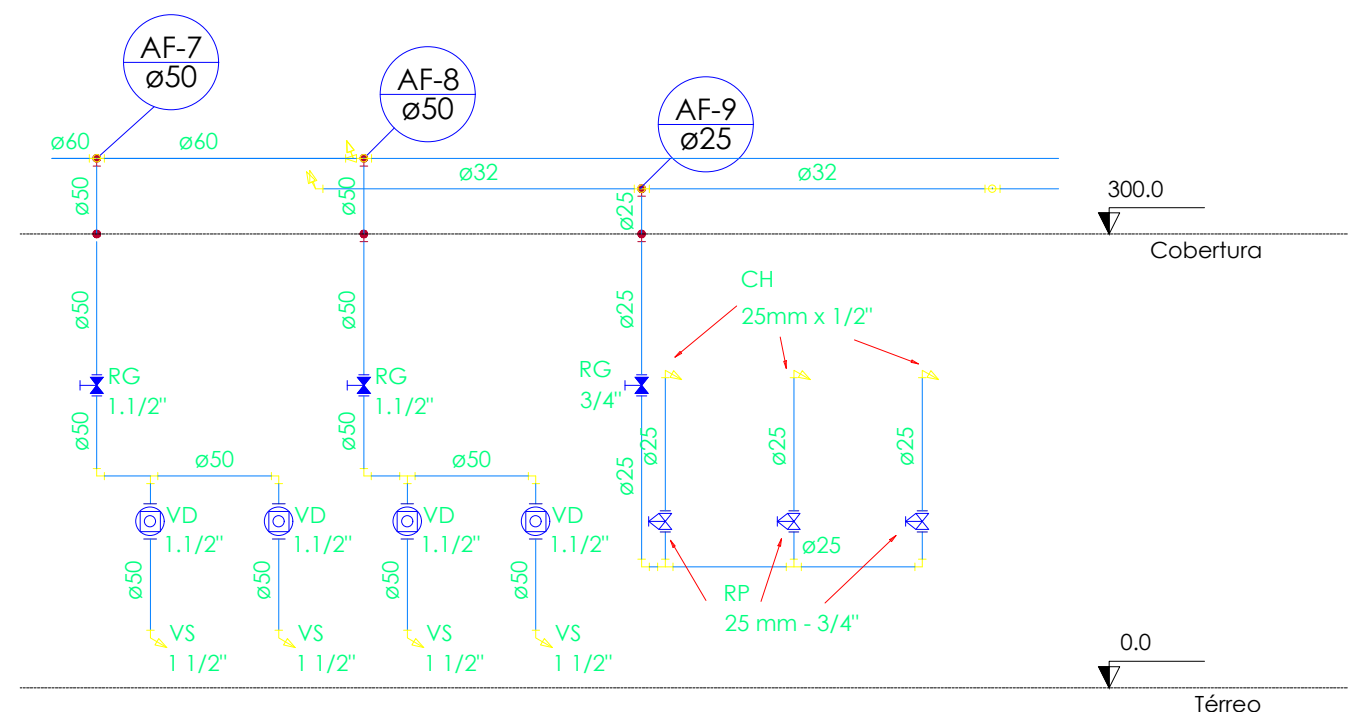 AF-7
ø50
AF-8
ø50
AF-9
ø25
ø60
ø60
ø32
ø32
ø50
ø50
ø25
300.0
Cobertura
ø50
ø50
ø25
CH
25mm x 1/2"
RG
1.1/2"
RG
1.1/2"
RG
3/4"
ø50
ø50
ø25
ø25
ø25
ø25
ø50
ø50
VD
1.1/2"
VD
1.1/2"
VD
1.1/2"
VD
1.1/2"
ø25
ø50
ø50
ø50
ø50
RP
25 mm - 3/4"
VS
1 1/2"
VS
1 1/2"
VS
1 1/2"
VS
1 1/2"
0.0
Térreo